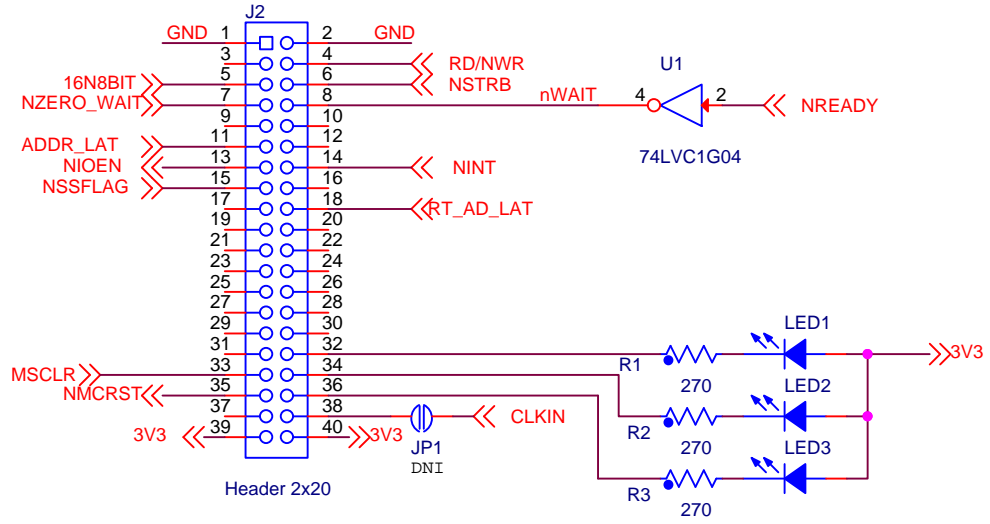 J2
GND 1 2 GND
3 4 RD/NWR
16N8BIT 5 6 NSTRB
NZERO_WAIT 7 8 nWAIT
9 10
ADDR_LAT 11 12
NIOEN 13 14 NINT
NSSFLAG 15 16
17 18 RT_AD_LAT
19 20
21 22
23 24
25 26
27 28
29 30
31 32
MSCLR 33 34
NMCRST 35 36
37 38 CLKIN
3V3 39 40 3V3
JP1
DNI
Header 2x20
U1
4 2 NREADY
74LVC1G04
LED1
R1
270
3V3
LED2
R2
270
LED3
R3
270